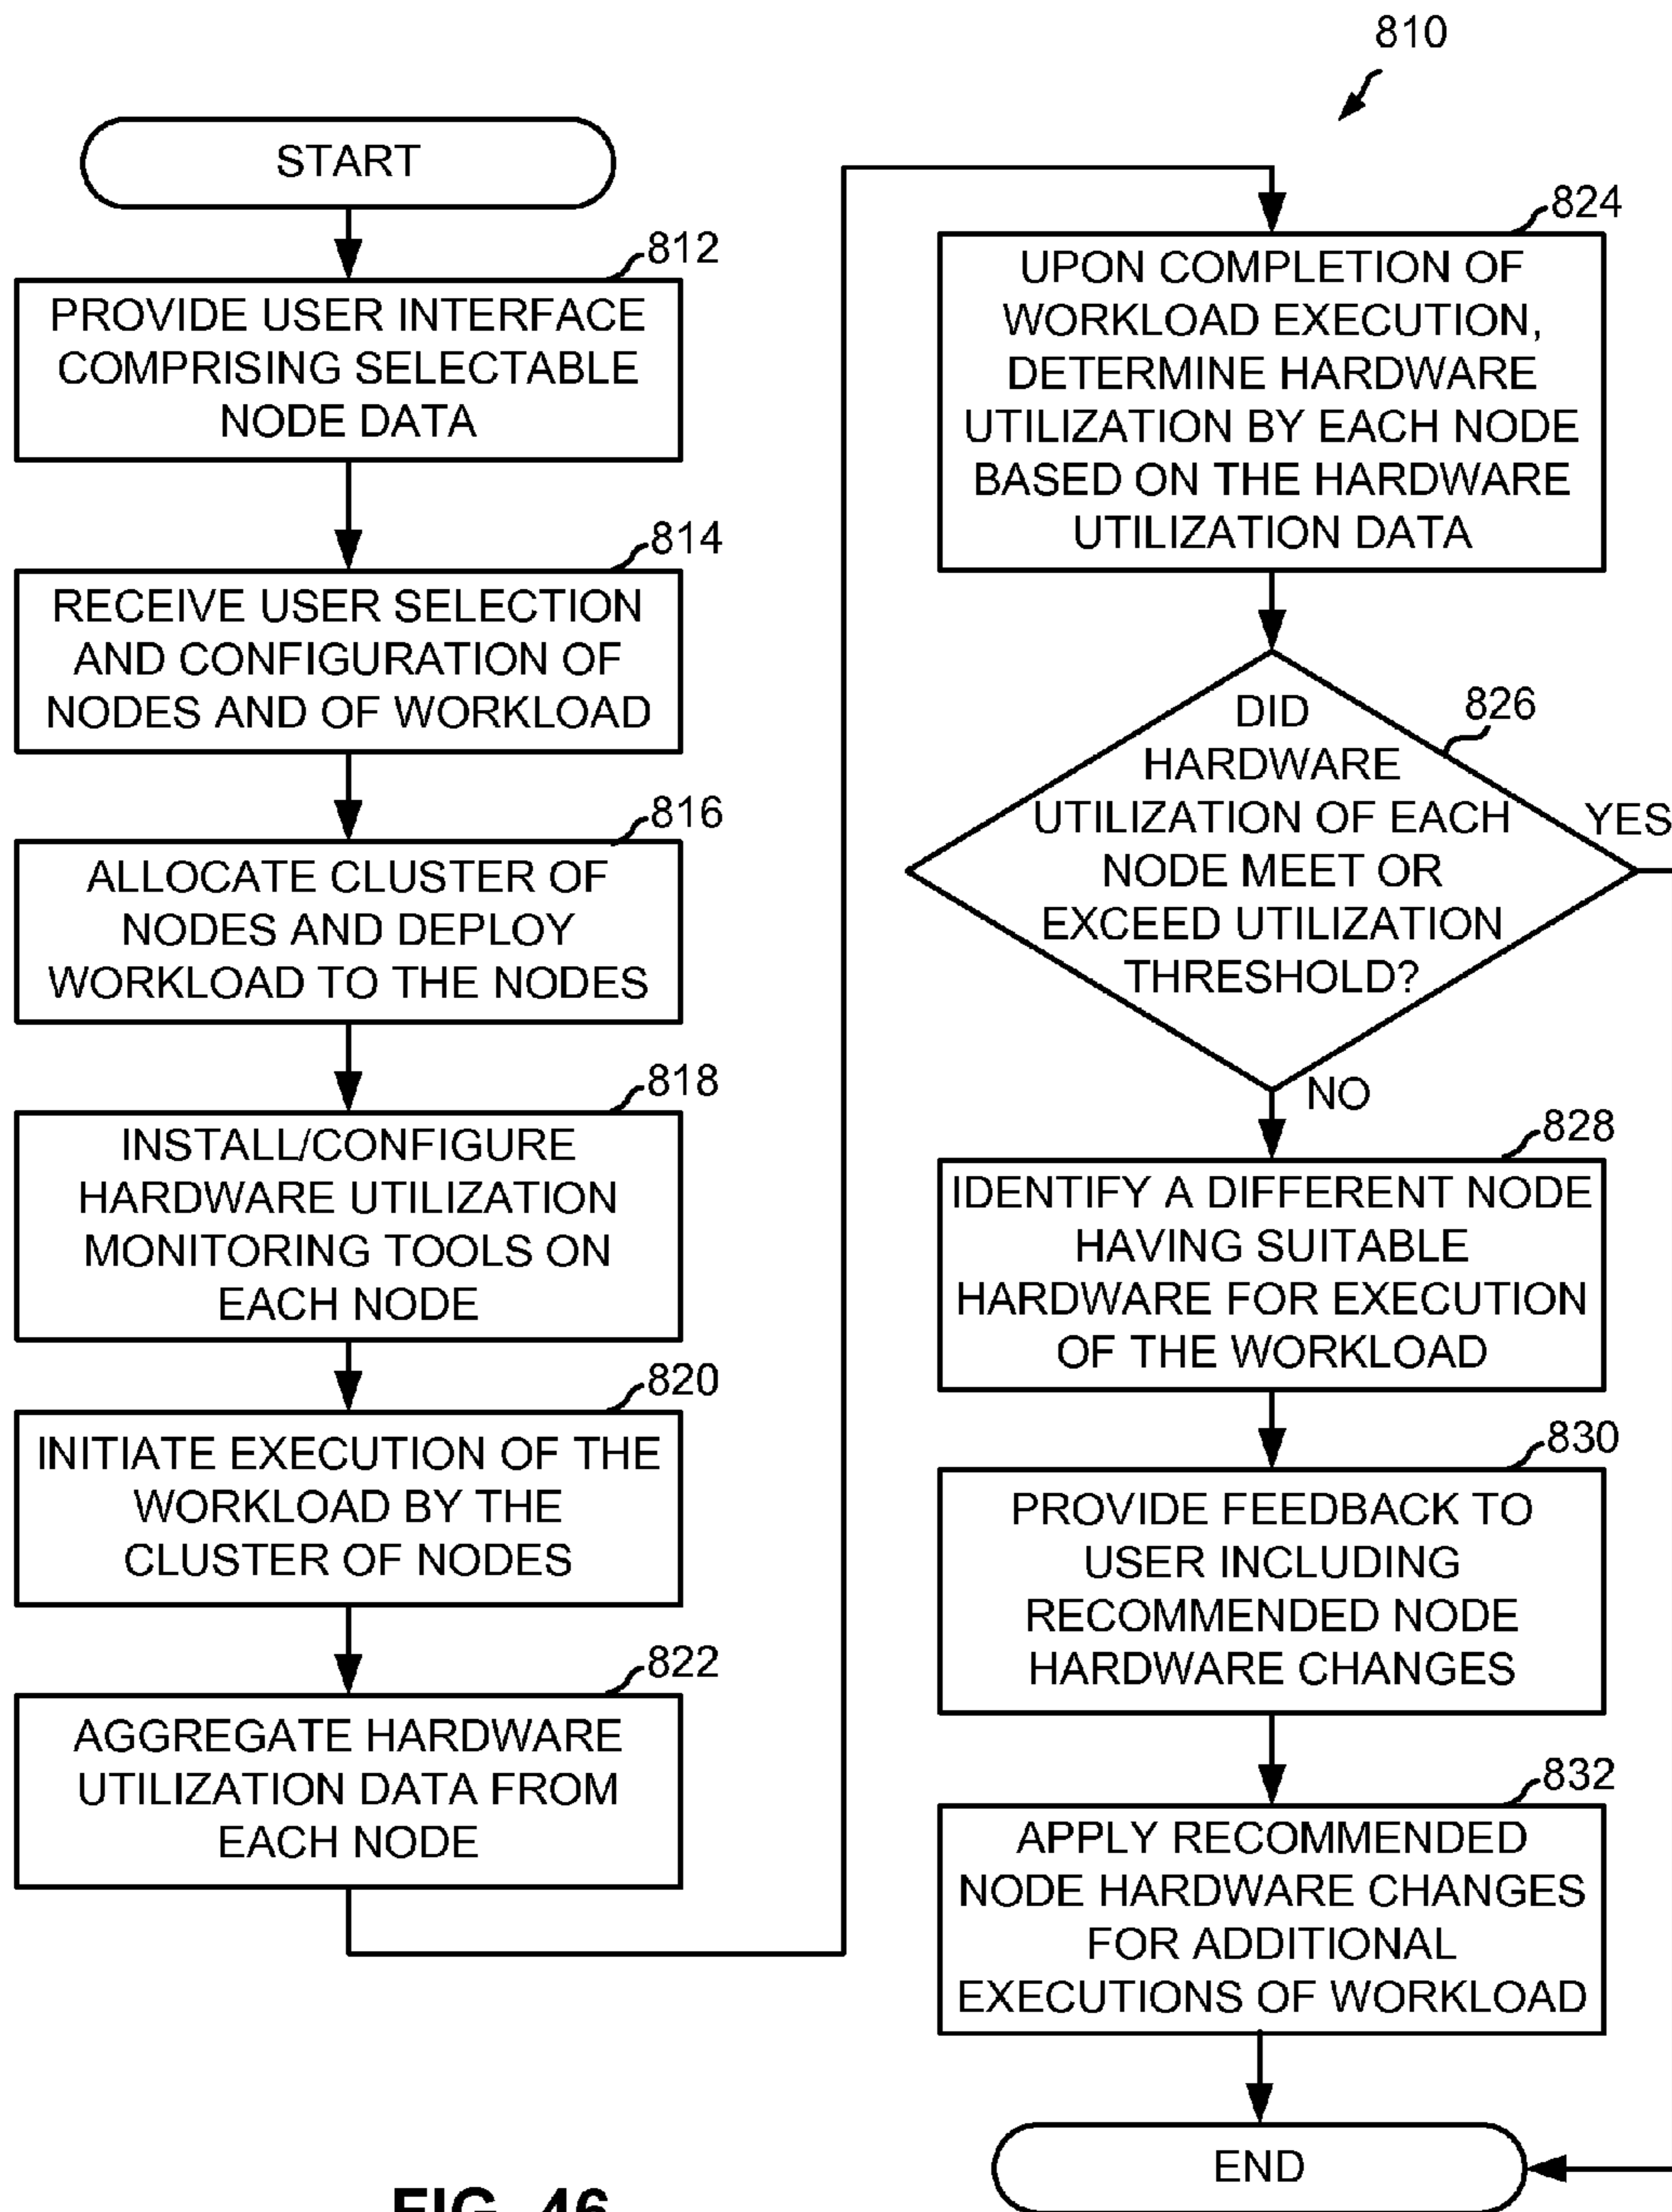 810
START
812
PROVIDE USER INTERFACE
COMPRISING SELECTABLE
NODE DATA
814
RECEIVE USER SELECTION
AND CONFIGURATION OF
NODES AND OF WORKLOAD
816
ALLOCATE CLUSTER OF
NODES AND DEPLOY
WORKLOAD TO THE NODES
818
INSTALL/CONFIGURE
HARDWARE UTILIZATION
MONITORING TOOLS ON
EACH NODE
820
INITIATE EXECUTION OF THE
WORKLOAD BY THE
CLUSTER OF NODES
822
AGGREGATE HARDWARE
UTILIZATION DATA FROM
EACH NODE
824
UPON COMPLETION OF
WORKLOAD EXECUTION,
DETERMINE HARDWARE
UTILIZATION BY EACH NODE
BASED ON THE HARDWARE
UTILIZATION DATA
826
DID
HARDWARE
UTILIZATION OF EACH
NODE MEET OR
EXCEED UTILIZATION
THRESHOLD?
YES
NO
828
IDENTIFY A DIFFERENT NODE
HAVING SUITABLE
HARDWARE FOR EXECUTION
OF THE WORKLOAD
830
PROVIDE FEEDBACK TO
USER INCLUDING
RECOMMENDED NODE
HARDWARE CHANGES
832
APPLY RECOMMENDED
NODE HARDWARE CHANGES
FOR ADDITIONAL
EXECUTIONS OF WORKLOAD
END
FIG. 46